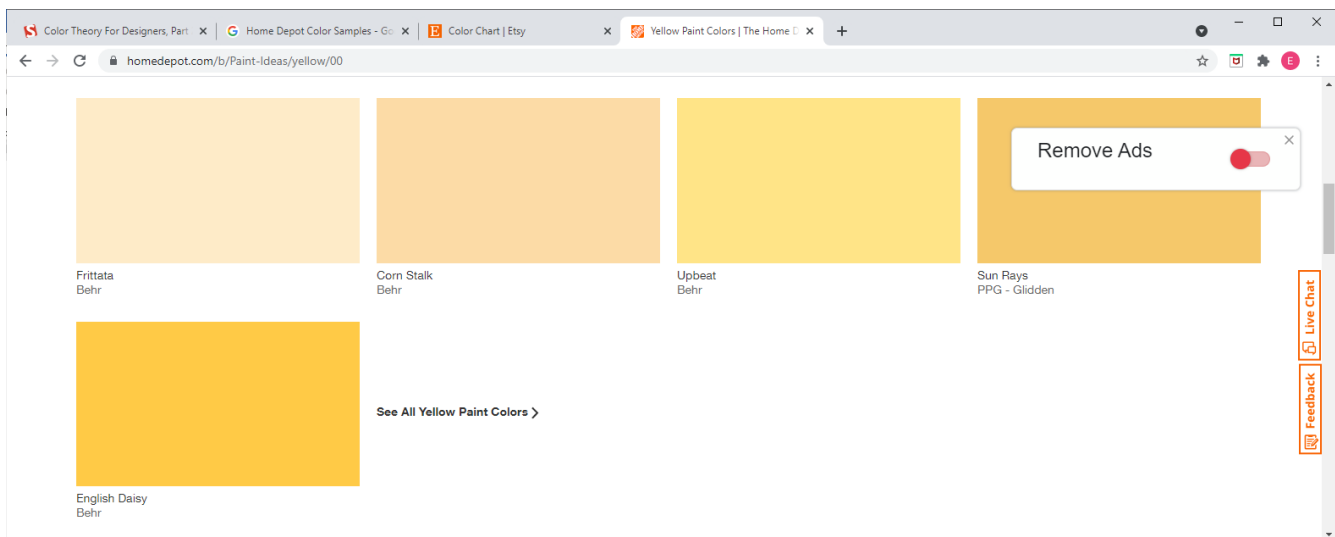 Color Theory For Designers, Part
Home Depot Color Samples - Go
Color Chart | Etsy
Yellow Paint Colors | The Home D
homedepot.com/b/Paint-Ideas/yellow/00
E
Remove Ads
Frittata
Behr
Corn Stalk
Behr
Upbeat
Behr
Sun Rays
PPG - Glidden
Live Chat
Feedback
See All Yellow Paint Colors
English Daisy
Behr